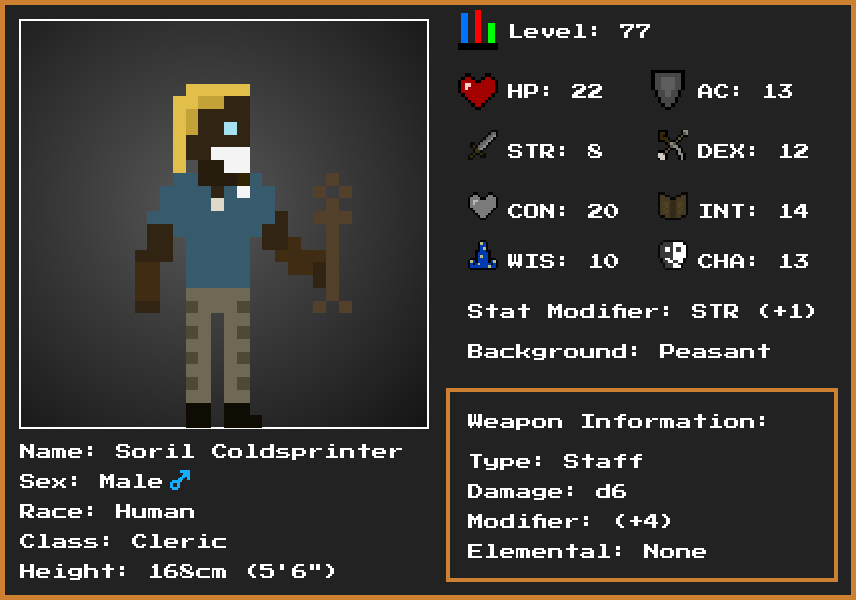 Level: 77
HP: 22 AC: 13
STR: 8 DEX: 12
CON: 20 INT: 14
WIS: 10 CHA: 13
Stat Modifier: STR (+1)
Background: Peasant
Weapon Information:
Type: Staff
Damage: d6
Modifier: (+4)
Elemental: None
Name: Soril Coldsprinter
Sex: Male ♂
Race: Human
Class: Cleric
Height: 168cm (5'6")